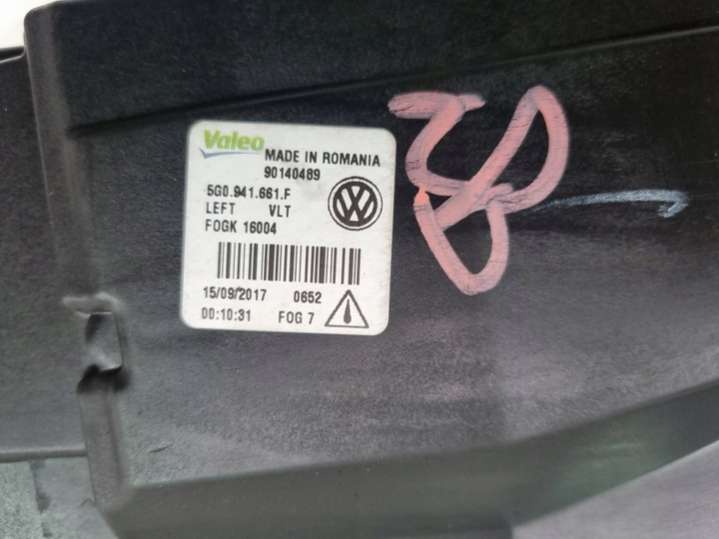 Valeo
MADE IN ROMANIA
90140489
5G0.941.661.F
LEFT VLT
FOGK 16004
15/09/2017 0652
00:10:31 FOG 7